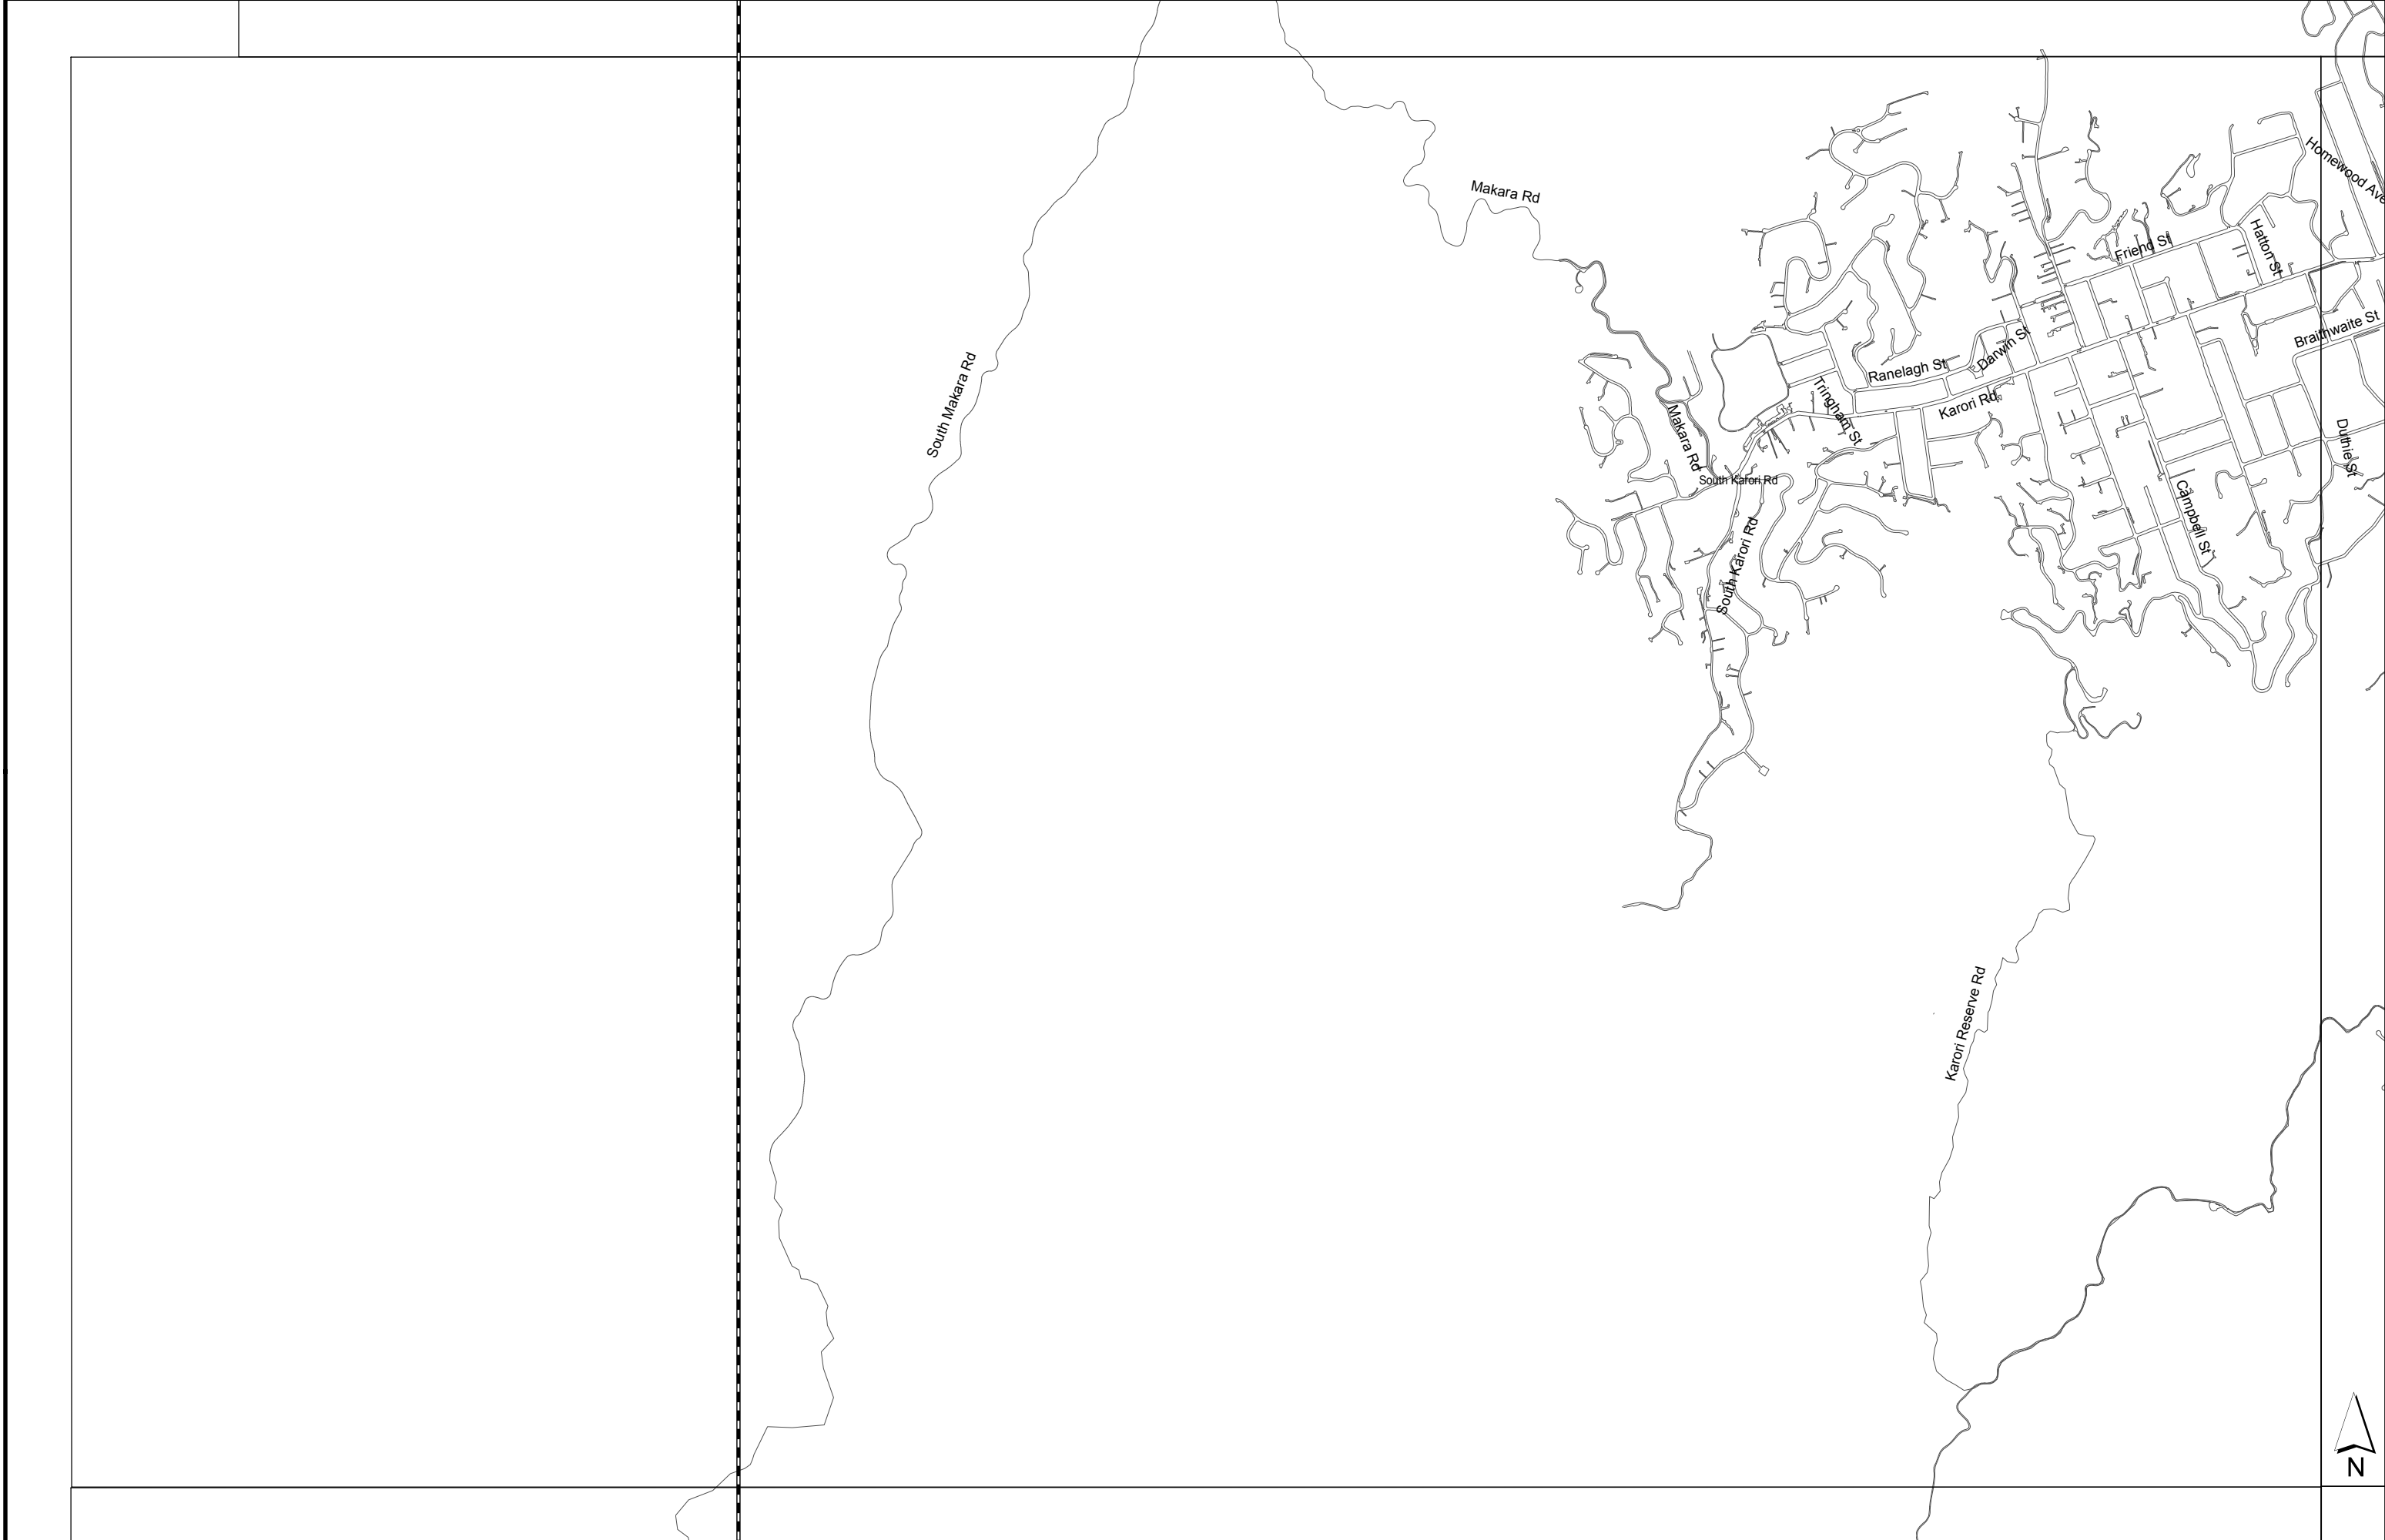 Homewood Ave
Makara Rd
Friend St
Hatton St
Braithwaite St
Darwin St
Ranelagh St
South Makara Rd
Tringham St
Karori Rd
Makara Rd
Duthie St
South Karori Rd
Campbell St
South Karori Rd
Karori Reserve Rd
N